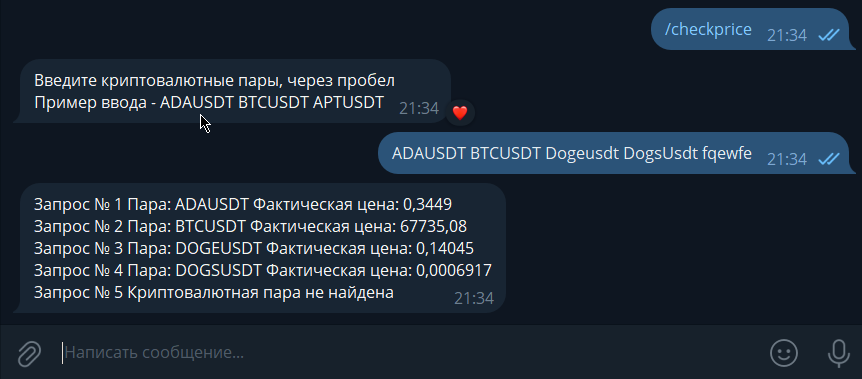 /checkprice 21:34
Введите криптовалютные пары, через пробел
Пример ввода - ADAUSDT BTCUSDT APTUSDT 21:34
ADAUSDT BTCUSDT Dogeusdt DogsUsdt fqewfe 21:34
Запрос № 1 Пара: ADAUSDT Фактическая цена: 0,3449
Запрос № 2 Пара: BTCUSDT Фактическая цена: 67735,08
Запрос № 3 Пара: DOGEUSDT Фактическая цена: 0,14045
Запрос № 4 Пара: DOGSUSDT Фактическая цена: 0,0006917
Запрос № 5 Криптовалютная пара не найдена 21:34
Написать сообщение...